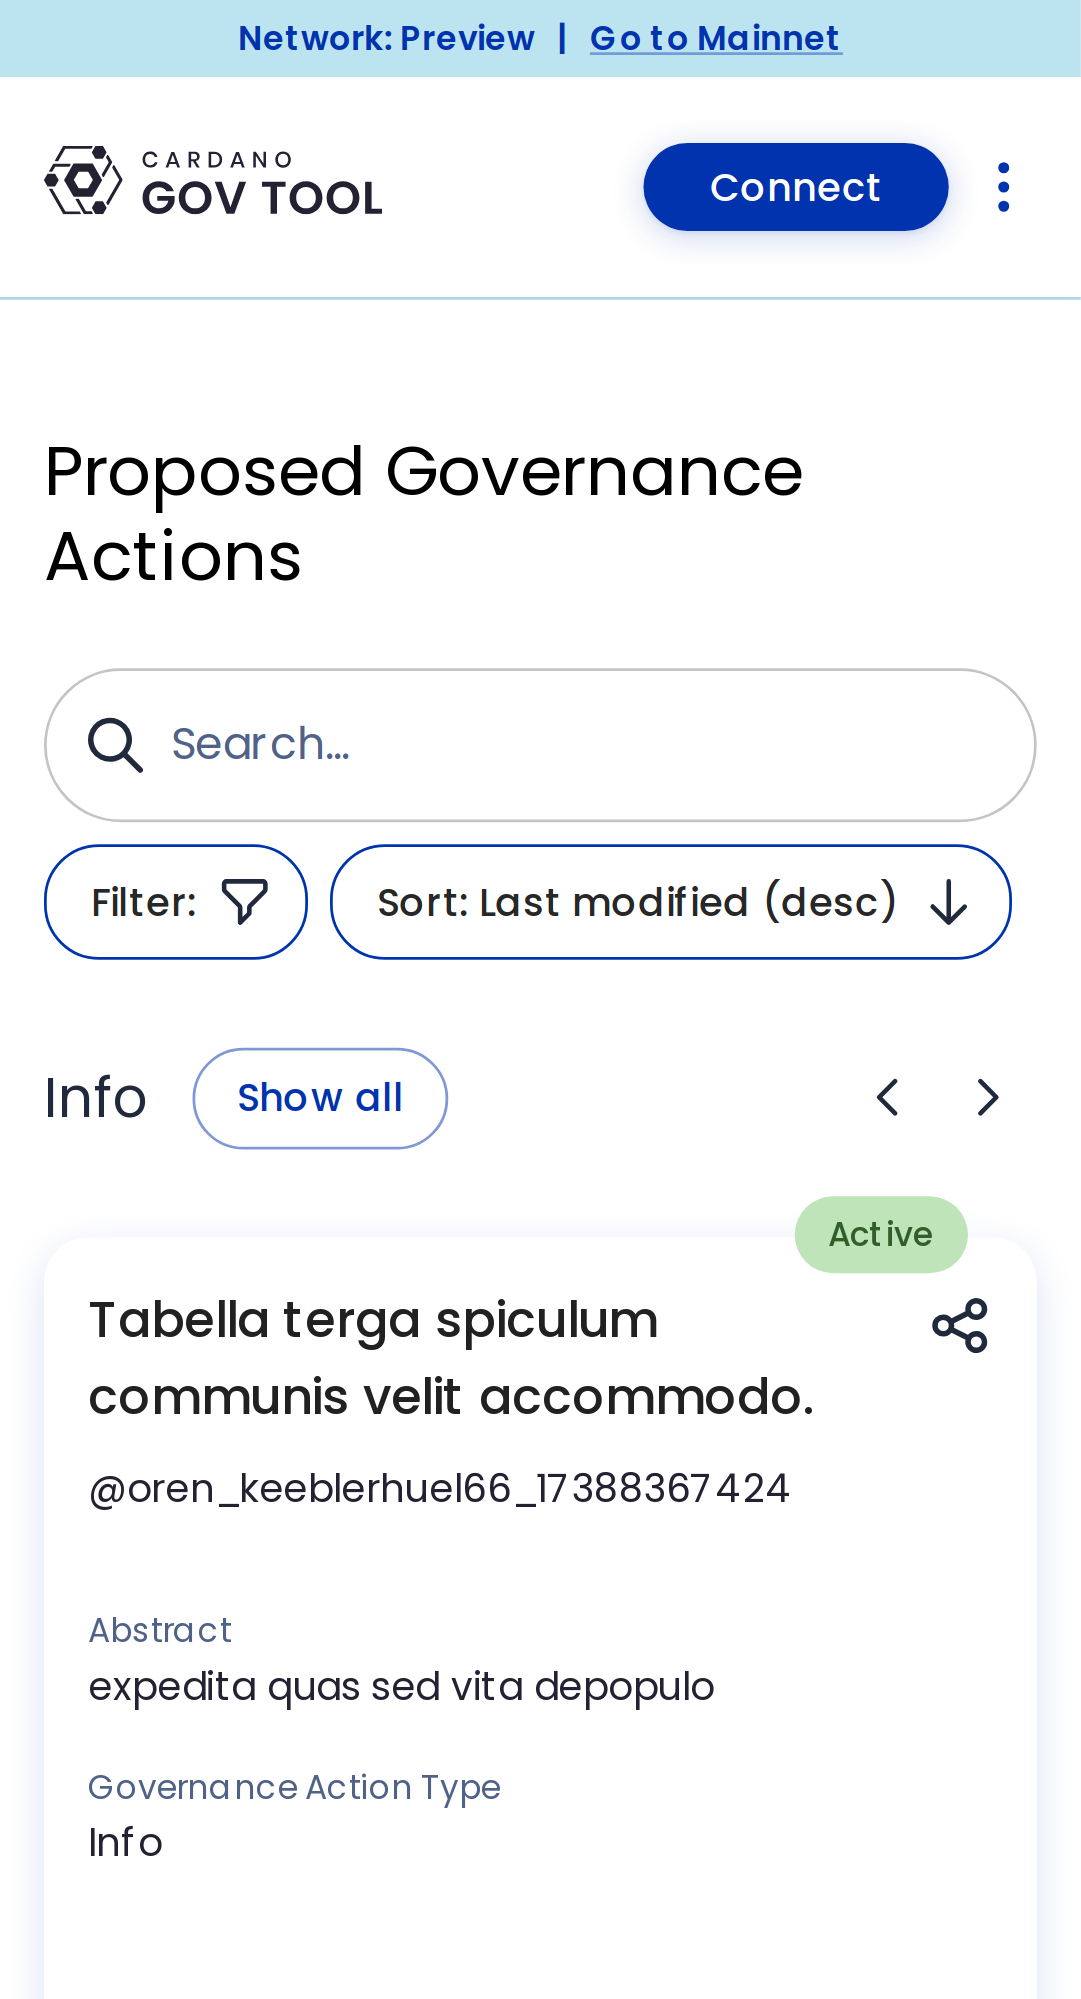 Network: Preview | Go to Mainnet
CARDANO
GOV TOOL
Connect
Proposed Governance
Actions
Search...
Filter:
Sort: Last modified (desc)
Info
Show all
Active
Tabella terga spiculum
communis velit accommodo.
@oren_keeblerhuel66_17388367424
Abstract
expedita quas sed vita depopulo
Governance Action Type
Info